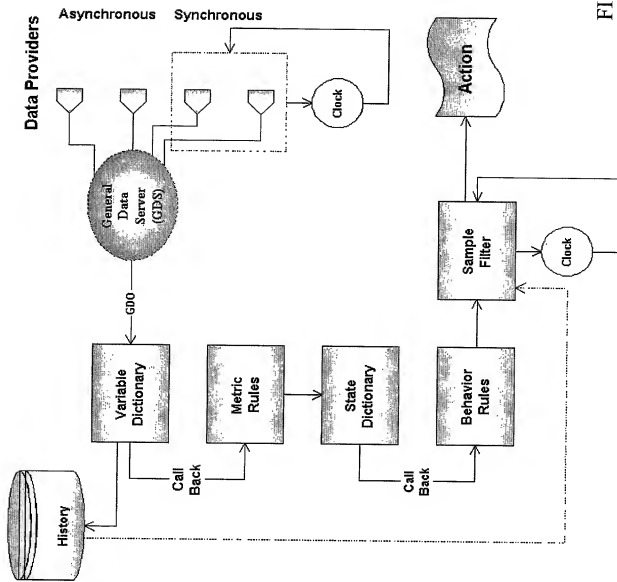 Data Providers
Asynchronous
Synchronous
General
Data
Server
(GDS)
Clock
GDO
History
Variable
Dictionary
Call
Back
Metric
Rules
State
Dictionary
Call
Back
Behavior
Rules
Sample
Filter
Clock
Action
FI